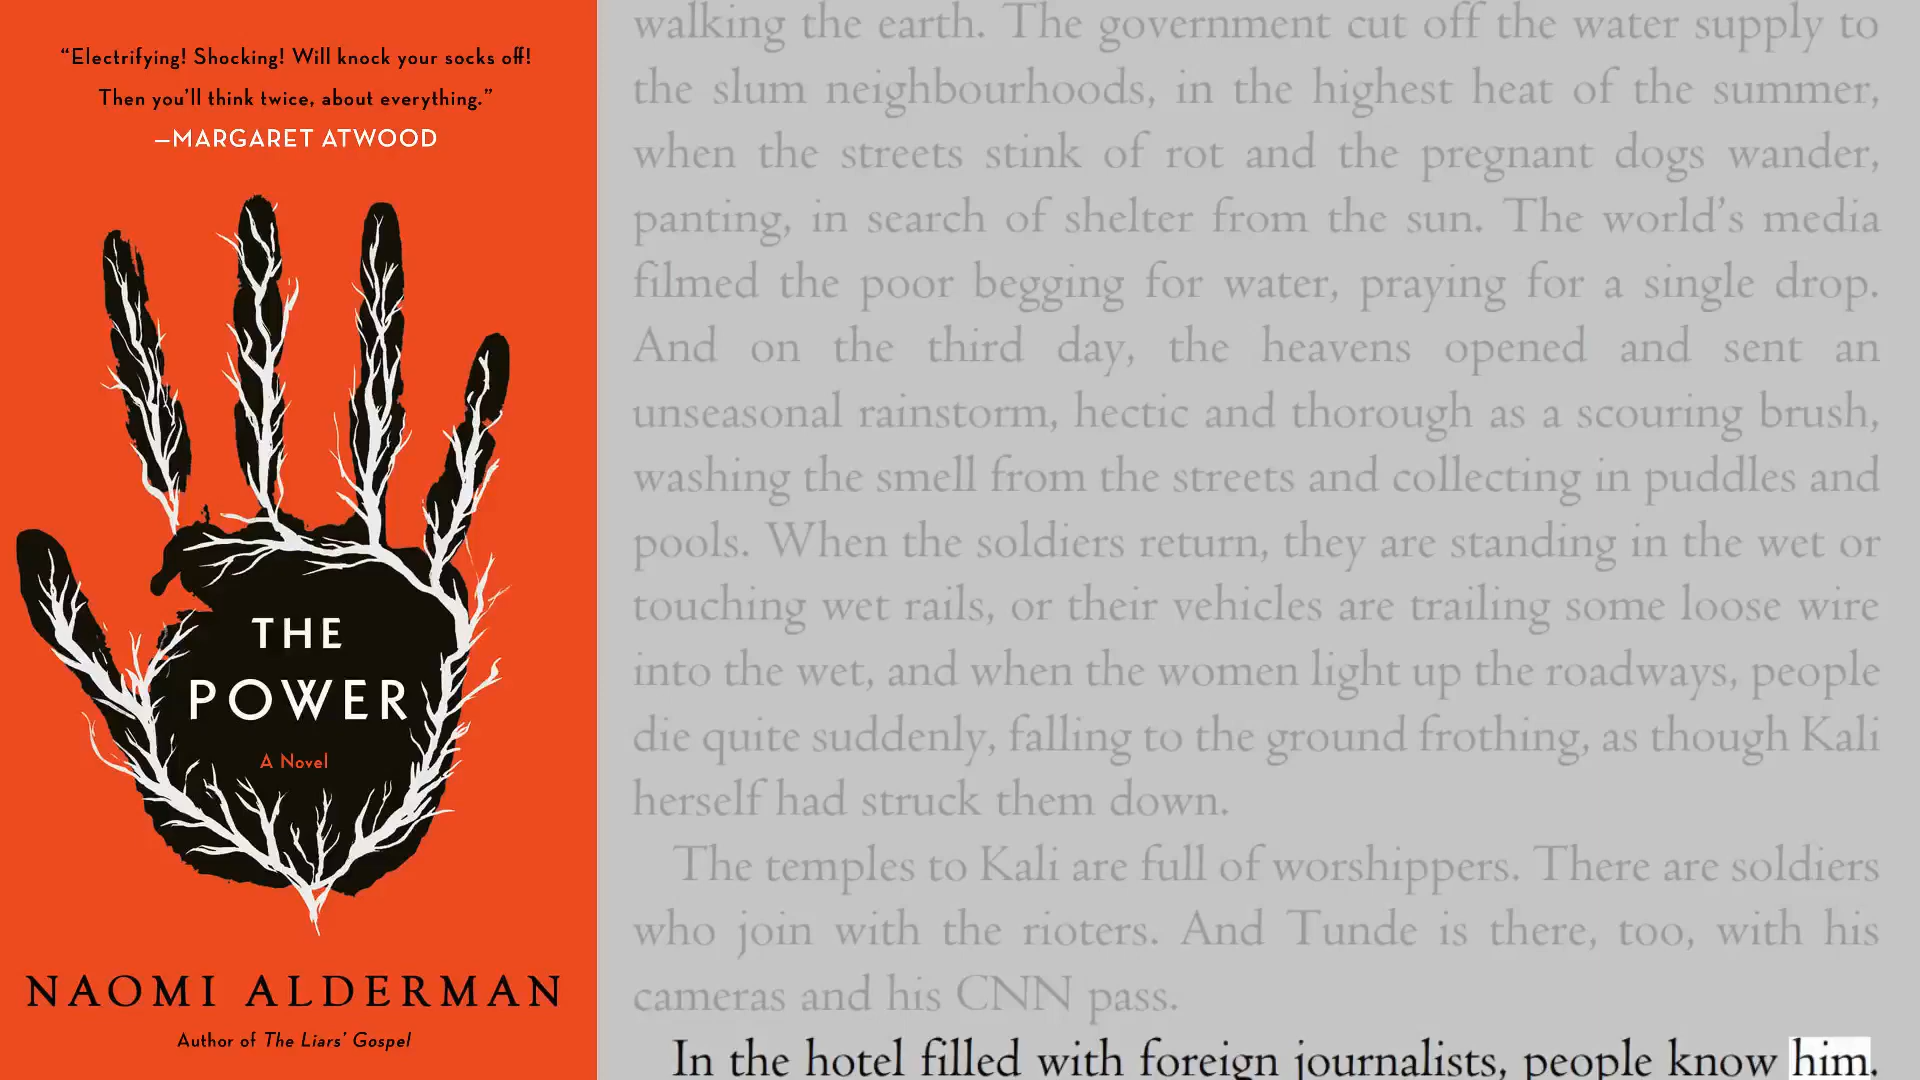 “Electrifying! Shocking! Will knock your socks off!
Then you’ll think twice, about everything.”
—MARGARET ATWOOD
THE
POWER
A Novel
NAOMI ALDERMAN
Author of The Liars’ Gospel
walking the earth. The government cut off the water supply to
the slum neighbourhoods, in the highest heat of the summer,
when the streets stink of rot and the pregnant dogs wander,
panting, in search of shelter from the sun. The world’s media
filmed the poor begging for water, praying for a single drop.
And on the third day, the heavens opened and sent an
unseasonal rainstorm, hectic and thorough as a scouring brush,
washing the smell from the streets and collecting in puddles and
pools. When the soldiers return, they are standing in the wet or
touching wet rails, or their vehicles are trailing some loose wire
into the wet, and when the women light up the roadways, people
die quite suddenly, falling to the ground frothing, as though Kali
herself had struck them down.
The temples to Kali are full of worshippers. There are soldiers
who join with the rioters. And Tunde is there, too, with his
cameras and his CNN pass.
In the hotel filled with foreign journalists, people know him.